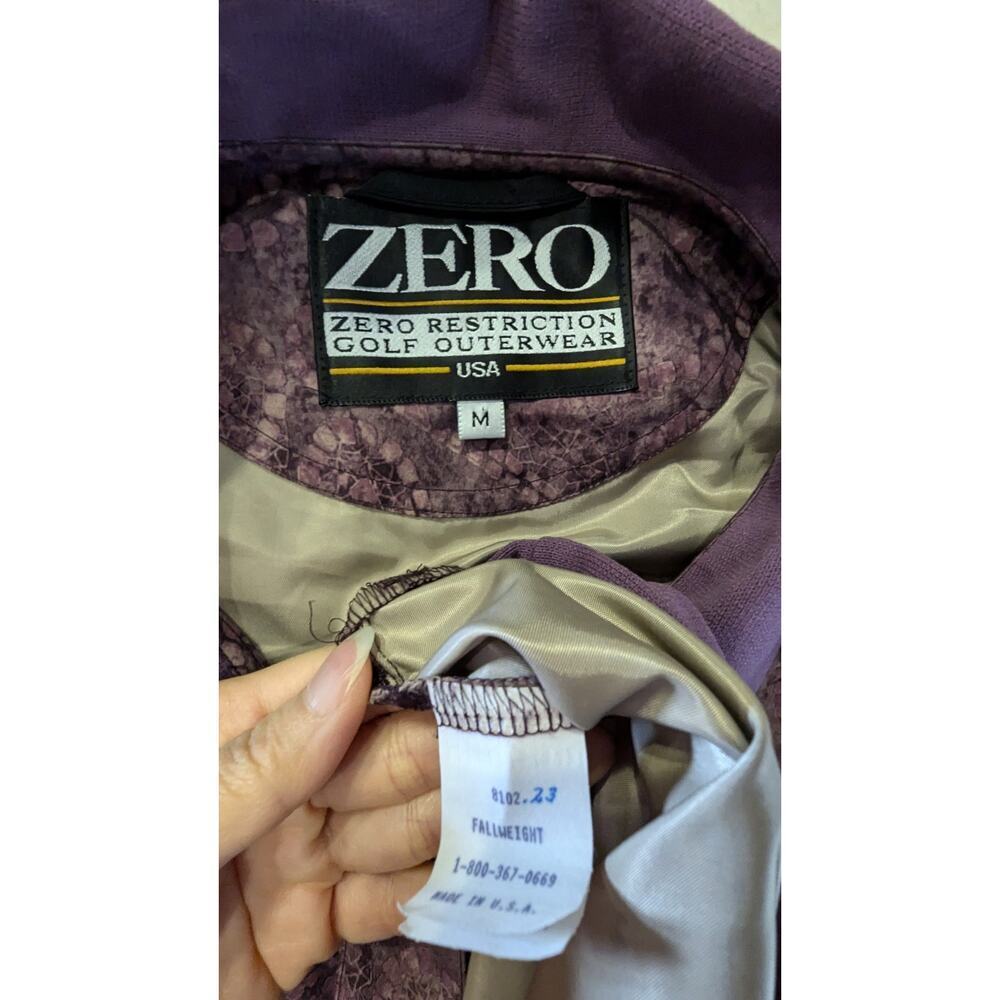 ZERO
ZERO RESTRICTION
GOLF OUTERWEAR
USA
M
8102.23
FALLWEIGHT
1-800-367-0669
MADE IN U.S.A.